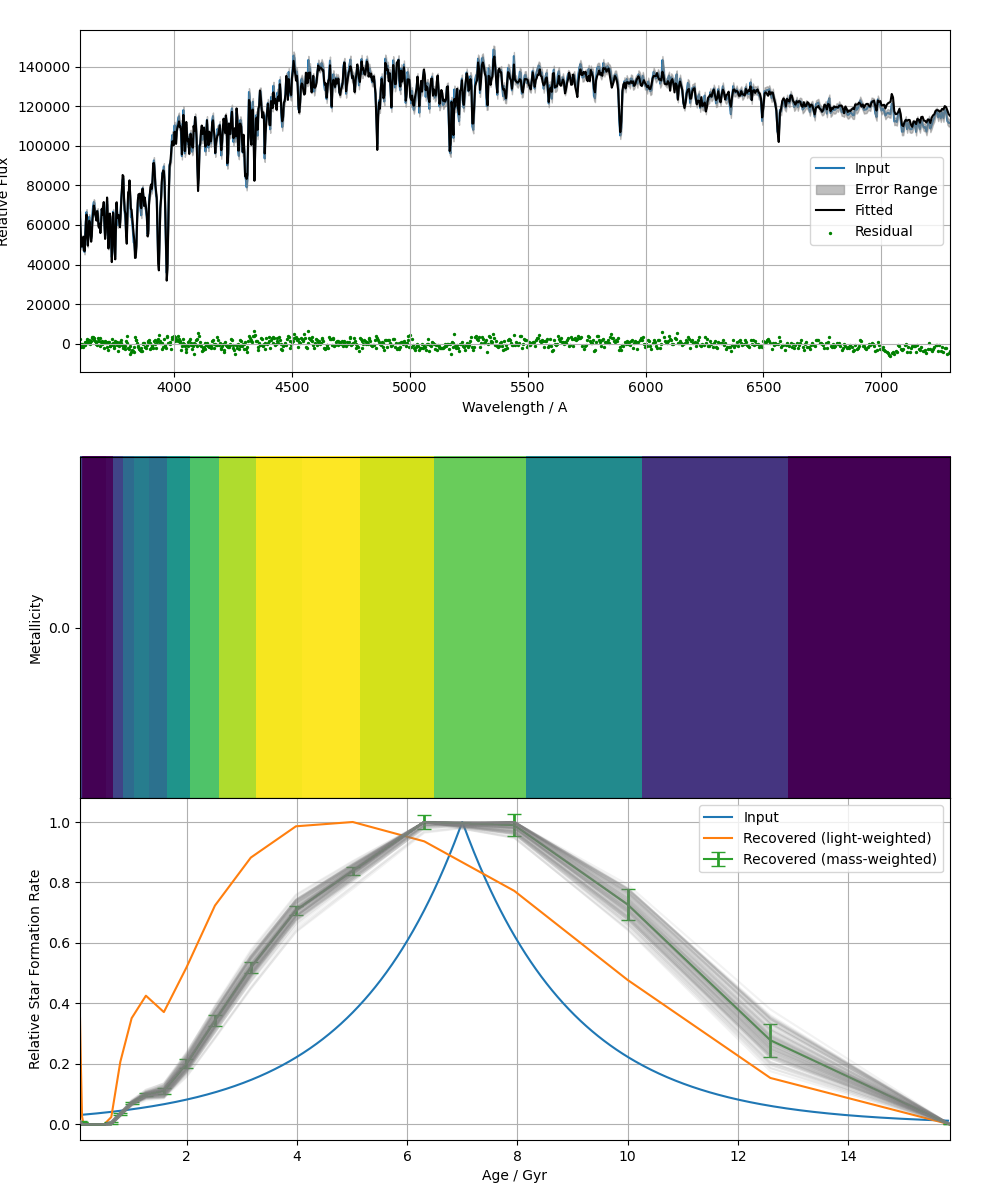 140000
120000
100000
80000
60000
40000
20000
0
Relative Flux
Input
Error Range
Fitted
Residual
4000
4500
5000
5500
6000
6500
7000
Wavelength / A
Metallicity
0.0
1.0
0.8
0.6
0.4
0.2
0.0
Relative Star Formation Rate
Input
Recovered (light-weighted)
Recovered (mass-weighted)
2
4
6
8
10
12
14
Age / Gyr